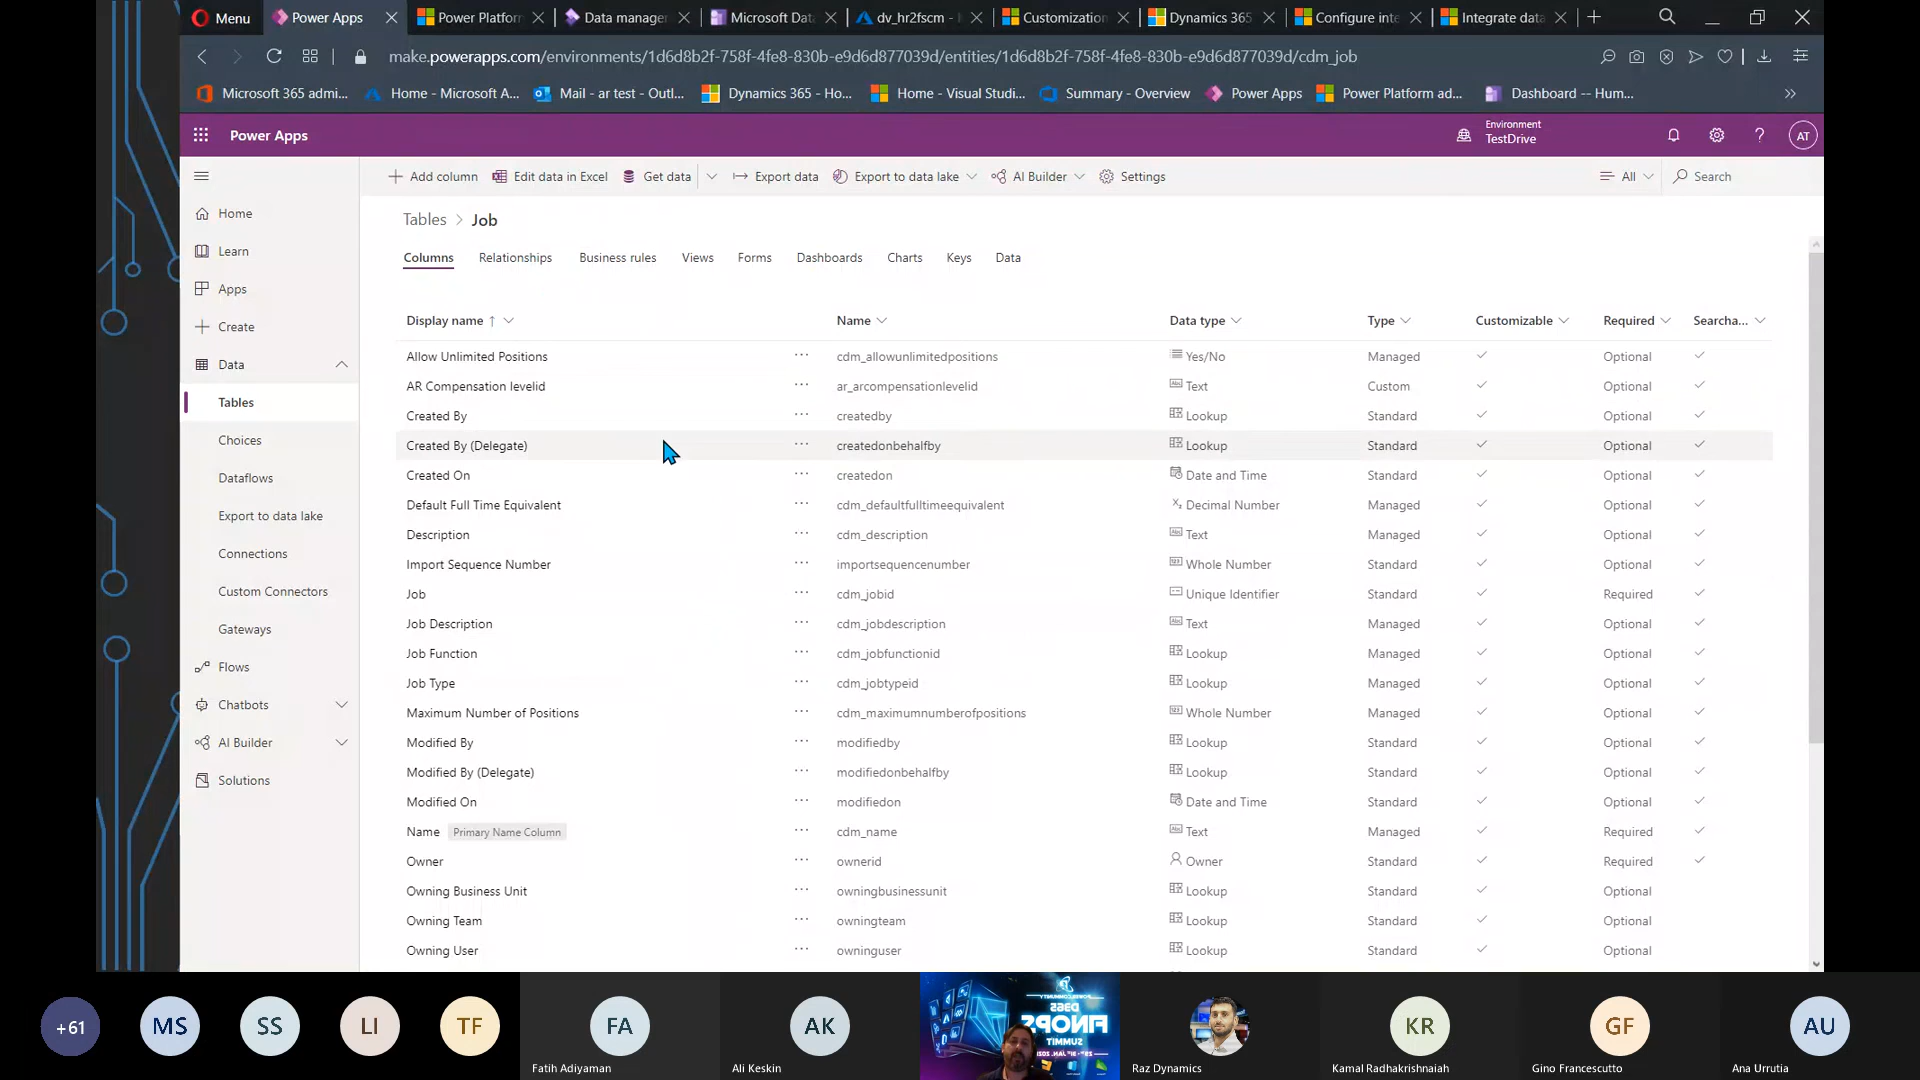 Menu
Power Apps
Power Platfor
Data manage
Microsoft Dat
dv_hr2fscm -
Customization
Dynamics 365
Configure inte
Integrate data
make.powerapps.com/environments/1d6d8b2f-758f-4fe8-830b-e9d6d877039d/entities/1d6d8b2f-758f-4fe8-830b-e9d6d877039d/cdm_job
Microsoft 365 admi...
Home - Microsoft A...
Mail - ar test - Outl...
Dynamics 365 - Ho...
Home - Visual Studi...
Summary - Overview
Power Apps
Power Platform ad...
Dashboard -- Hum...
Power Apps
Environment
TestDrive
AT
Add column
Edit data in Excel
Get data
Export data
Export to data lake
AI Builder
Settings
All
Search
Home
Learn
Apps
Create
Data
Tables
Choices
Dataflows
Export to data lake
Connections
Custom Connectors
Gateways
Flows
Chatbots
AI Builder
Solutions
Tables > Job
Columns Relationships Business rules Views Forms Dashboards Charts Keys Data
Display name ↑ Name Data type Type Customizable Required Searcha...
Allow Unlimited Positions ... cdm_allowunlimitedpositions Yes/No Managed ✓ Optional ✓
AR Compensation levelid ... ar_arcompensationlevelid Text Custom ✓ Optional ✓
Created By ... createdby Lookup Standard ✓ Optional ✓
Created By (Delegate) ... createdonbehalfby Lookup Standard ✓ Optional ✓
Created On ... createdon Date and Time Standard ✓ Optional ✓
Default Full Time Equivalent ... cdm_defaultfulltimeequivalent Decimal Number Managed ✓ Optional ✓
Description ... cdm_description Text Managed ✓ Optional ✓
Import Sequence Number ... importsequencenumber Whole Number Standard ✓ Optional ✓
Job ... cdm_jobid Unique Identifier Standard ✓ Required ✓
Job Description ... cdm_jobdescription Text Managed ✓ Optional ✓
Job Function ... cdm_jobfunctionid Lookup Managed ✓ Optional ✓
Job Type ... cdm_jobtypeid Lookup Managed ✓ Optional ✓
Maximum Number of Positions ... cdm_maximumnumberofpositions Whole Number Managed ✓ Optional ✓
Modified By ... modifiedby Lookup Standard ✓ Optional ✓
Modified By (Delegate) ... modifiedonbehalfby Lookup Standard ✓ Optional ✓
Modified On ... modifiedon Date and Time Standard ✓ Optional ✓
Name Primary Name Column ... cdm_name Text Managed ✓ Required ✓
Owner ... ownerid Owner Standard ✓ Required ✓
Owning Business Unit ... owningbusinessunit Lookup Standard ✓ Optional
Owning Team ... owningteam Lookup Standard ✓ Optional
Owning User ... owninguser Lookup Standard ✓ Optional
+61
MS
SS
LI
TF
FA
Fatih Adiyaman
AK
Ali Keskin
D365
FINOPS
SUMMIT
Raz Dynamics
KR
Kamal Radhakrishnaiah
GF
Gino Francescutto
AU
Ana Urrutia